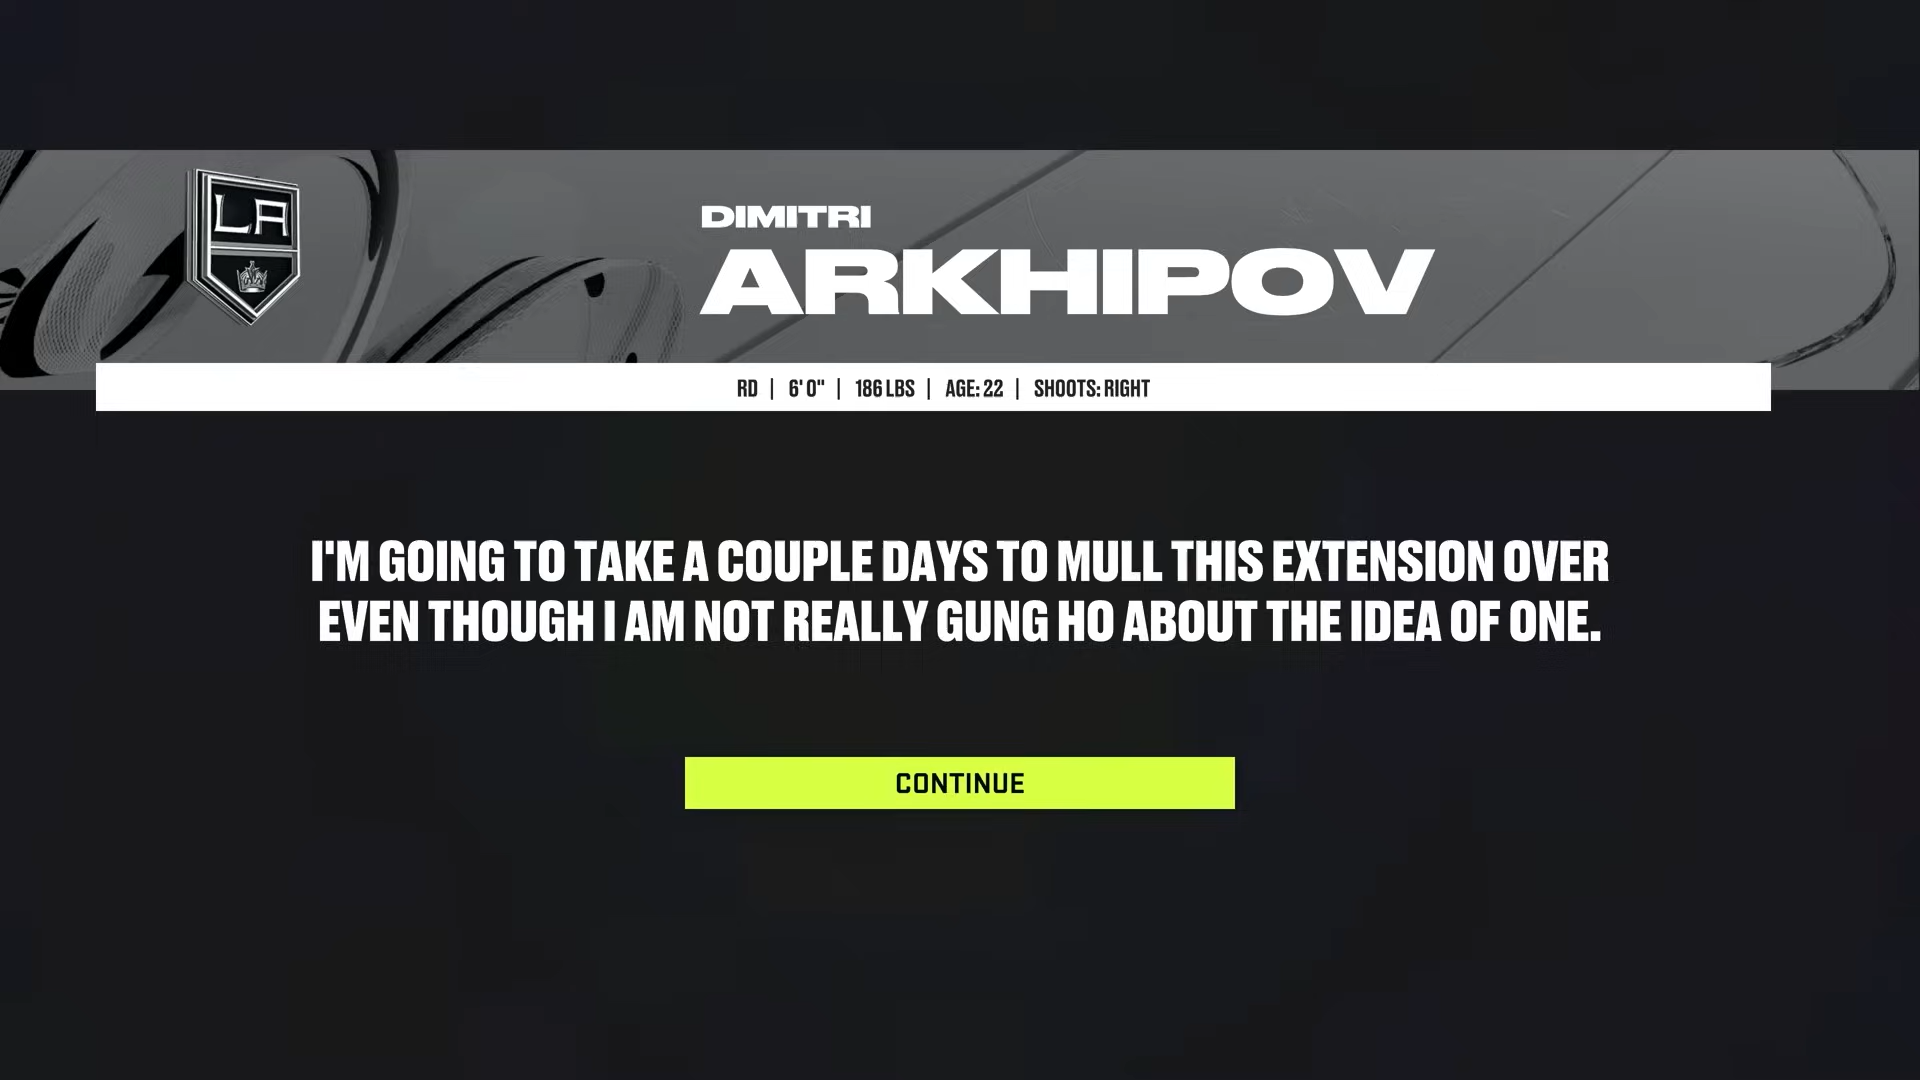 LA
DIMITRI
ARKHIPOV
RD | 6'0" | 186 LBS | AGE: 22 | SHOOTS: RIGHT
I'M GOING TO TAKE A COUPLE DAYS TO MULL THIS EXTENSION OVER
EVEN THOUGH I AM NOT REALLY GUNG HO ABOUT THE IDEA OF ONE.
CONTINUE